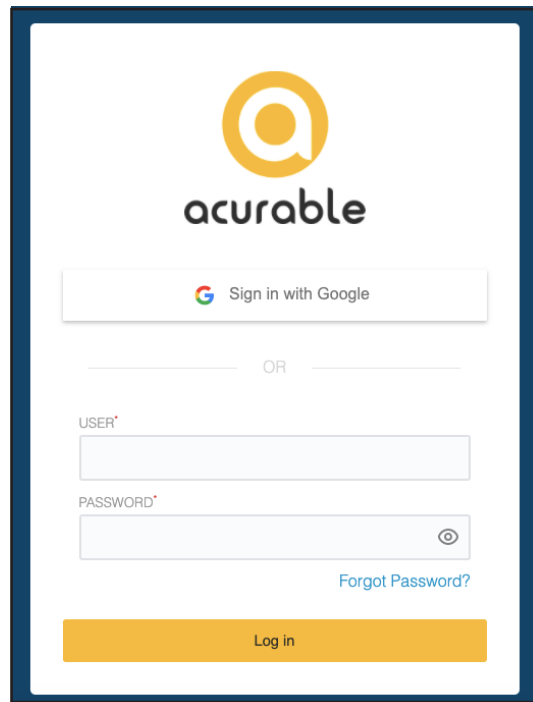 acurable
Sign in with Google
OR
USER*
PASSWORD*
Forgot Password?
Log in